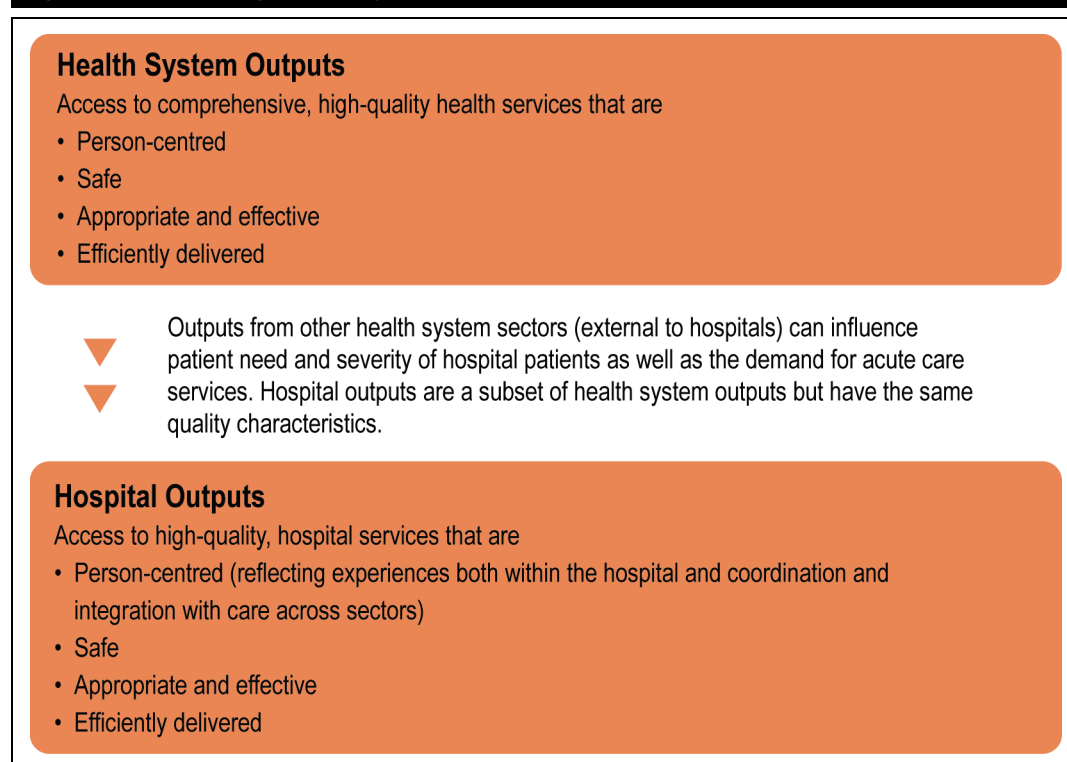 Health System Outputs
Access to comprehensive, high-quality health services that are
• Person-centred
• Safe
• Appropriate and effective
• Efficiently delivered
Outputs from other health system sectors (external to hospitals) can influence
patient need and severity of hospital patients as well as the demand for acute care
services. Hospital outputs are a subset of health system outputs but have the same
quality characteristics.
Hospital Outputs
Access to high-quality, hospital services that are
• Person-centred (reflecting experiences both within the hospital and coordination and
integration with care across sectors)
• Safe
• Appropriate and effective
• Efficiently delivered